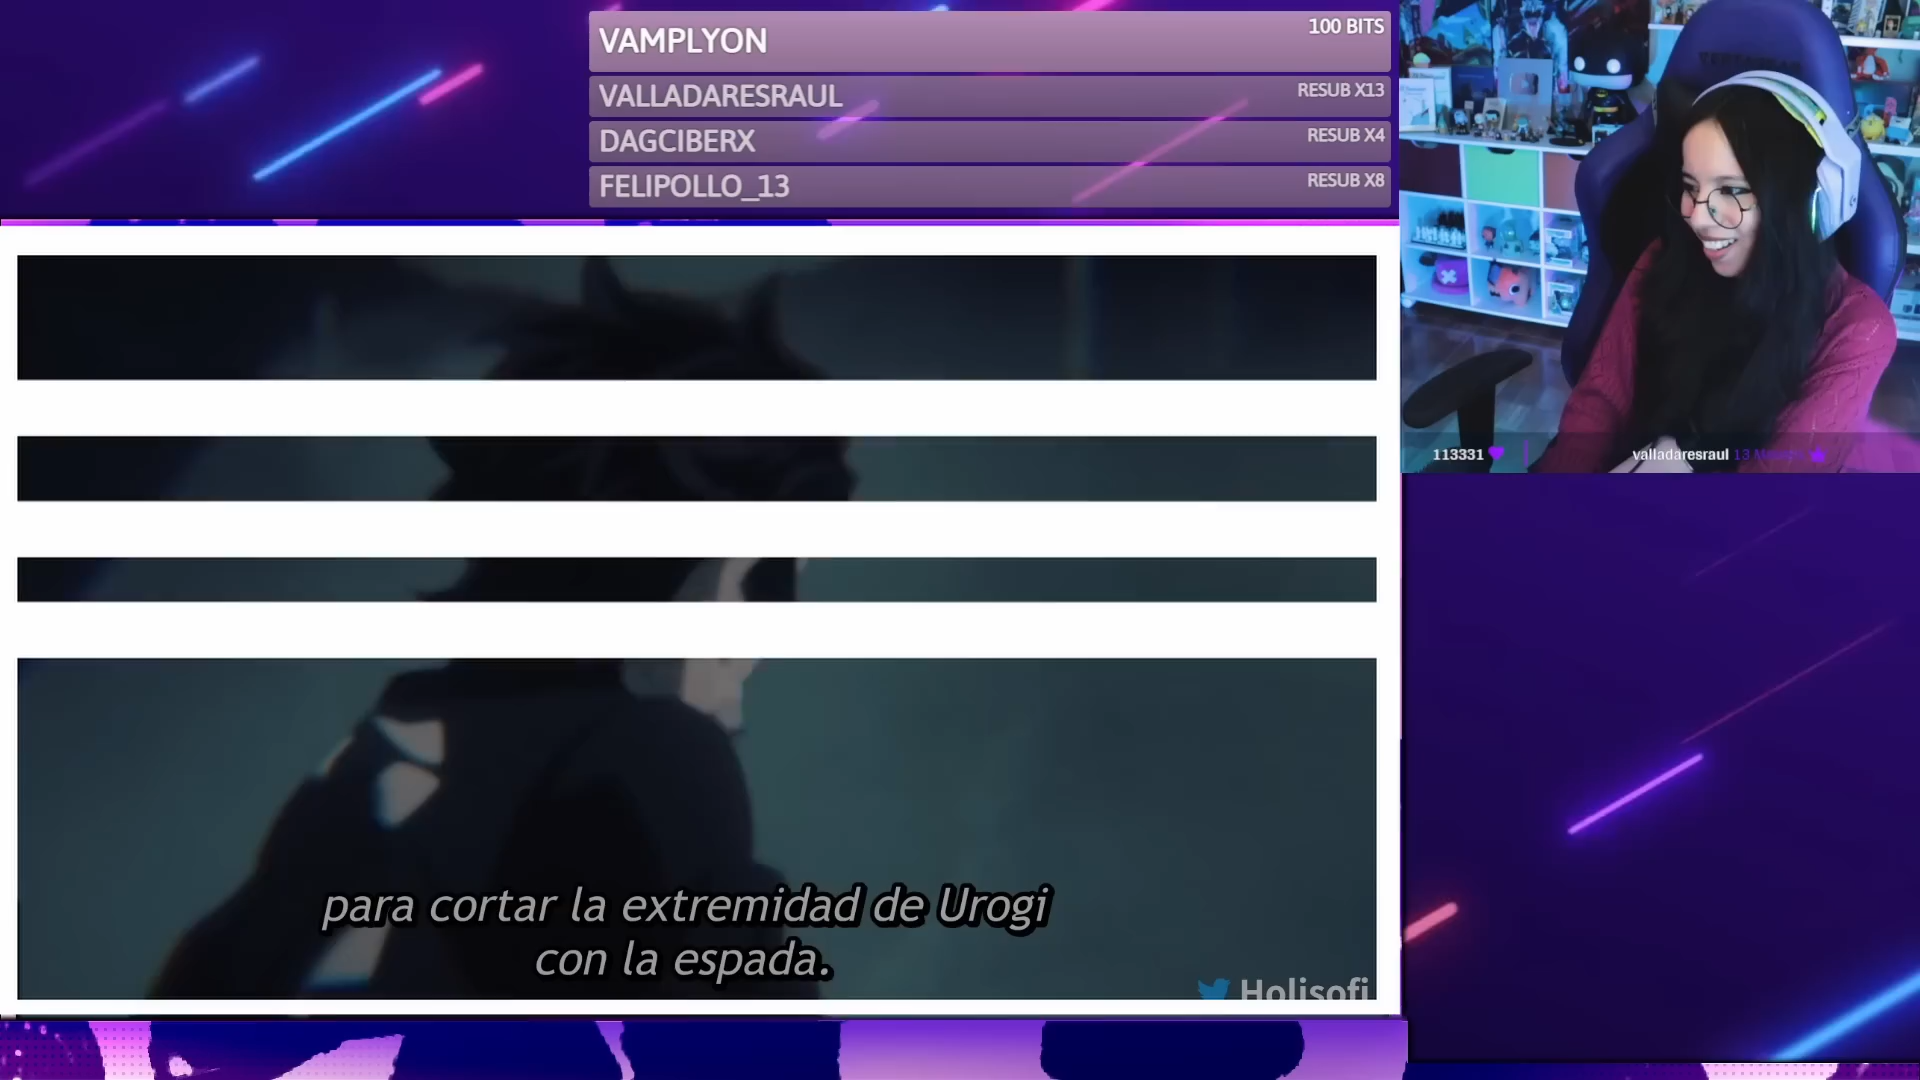 VAMPLYON
100 BITS
VALLADARESRAUL
RESUB X13
DAGCIBERX
RESUB X4
FELIPOLLO_13
RESUB X8
113331
valladaresraul 13
para cortar la extremidad de Urogi
con la espada.
Holisofi